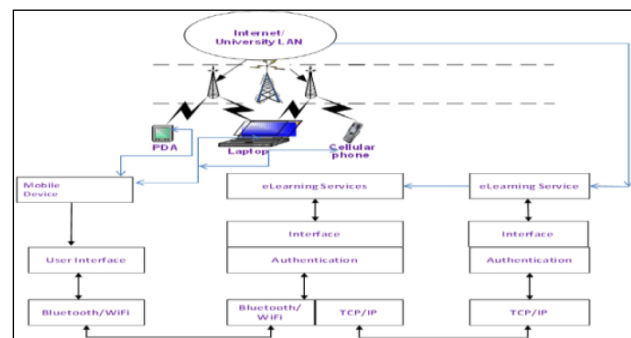 Internet/
University LAN
PDA
Laptop
Cellular
phone
Mobile
Device
eLearning Services
eLearning Service
Interface
Interface
User Interface
Authentication
Authentication
Bluetooth/WiFi
Bluetooth/
WiFi
TCP/IP
TCP/IP